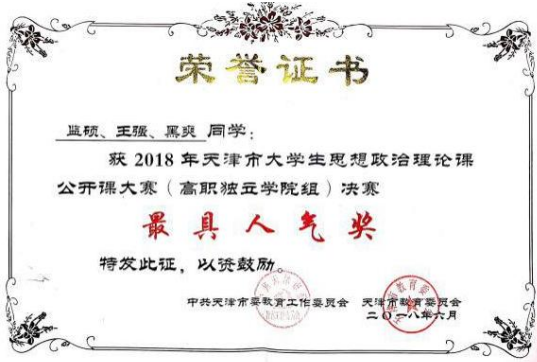 荣誉证书
监硕、王强、黑爽 同学：
获 2018 年天津市大学生思想政治理论课
公开课大赛（高职独立学院组）决赛
最具人气奖
特发此证，以资鼓励。
中共天津市委教育工作委员会 天津市教育委员会
二〇一八年六月